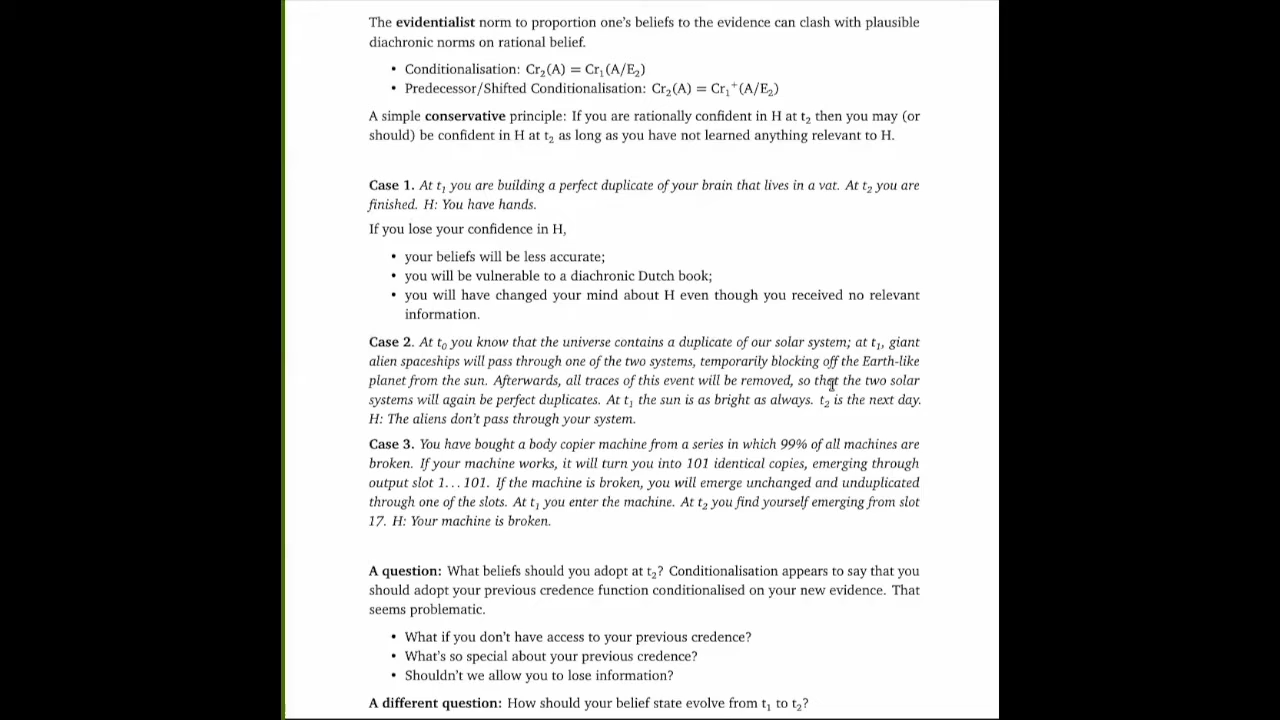 The evidentialist norm to proportion one's beliefs to the evidence can clash with plausible
diachronic norms on rational belief.
• Conditionalisation: Cr₂(A) = Cr₁(A/E₂)
• Predecessor/Shifted Conditionalisation: Cr₂(A) = Cr₁⁺(A/E₂)
A simple conservative principle: If you are rationally confident in H at t₂ then you may (or
should) be confident in H at t₂ as long as you have not learned anything relevant to H.
Case 1. At t₁ you are building a perfect duplicate of your brain that lives in a vat. At t₂ you are
finished. H: You have hands.
If you lose your confidence in H,
• your beliefs will be less accurate;
• you will be vulnerable to a diachronic Dutch book;
• you will have changed your mind about H even though you received no relevant
information.
Case 2. At t₀ you know that the universe contains a duplicate of our solar system; at t₁, giant
alien spaceships will pass through one of the two systems, temporarily blocking off the Earth-like
planet from the sun. Afterwards, all traces of this event will be removed, so that the two solar
systems will again be perfect duplicates. At t₁ the sun is as bright as always. t₂ is the next day.
H: The aliens don't pass through your system.
Case 3. You have bought a body copier machine from a series in which 99% of all machines are
broken. If your machine works, it will turn you into 101 identical copies, emerging through
output slot 1...101. If the machine is broken, you will emerge unchanged and unduplicated
through one of the slots. At t₁ you enter the machine. At t₂ you find yourself emerging from slot
17. H: Your machine is broken.
A question: What beliefs should you adopt at t₂? Conditionalisation appears to say that you
should adopt your previous credence function conditionalised on your new evidence. That
seems problematic.
• What if you don't have access to your previous credence?
• What's so special about your previous credence?
• Shouldn't we allow you to lose information?
A different question: How should your belief state evolve from t₁ to t₂?